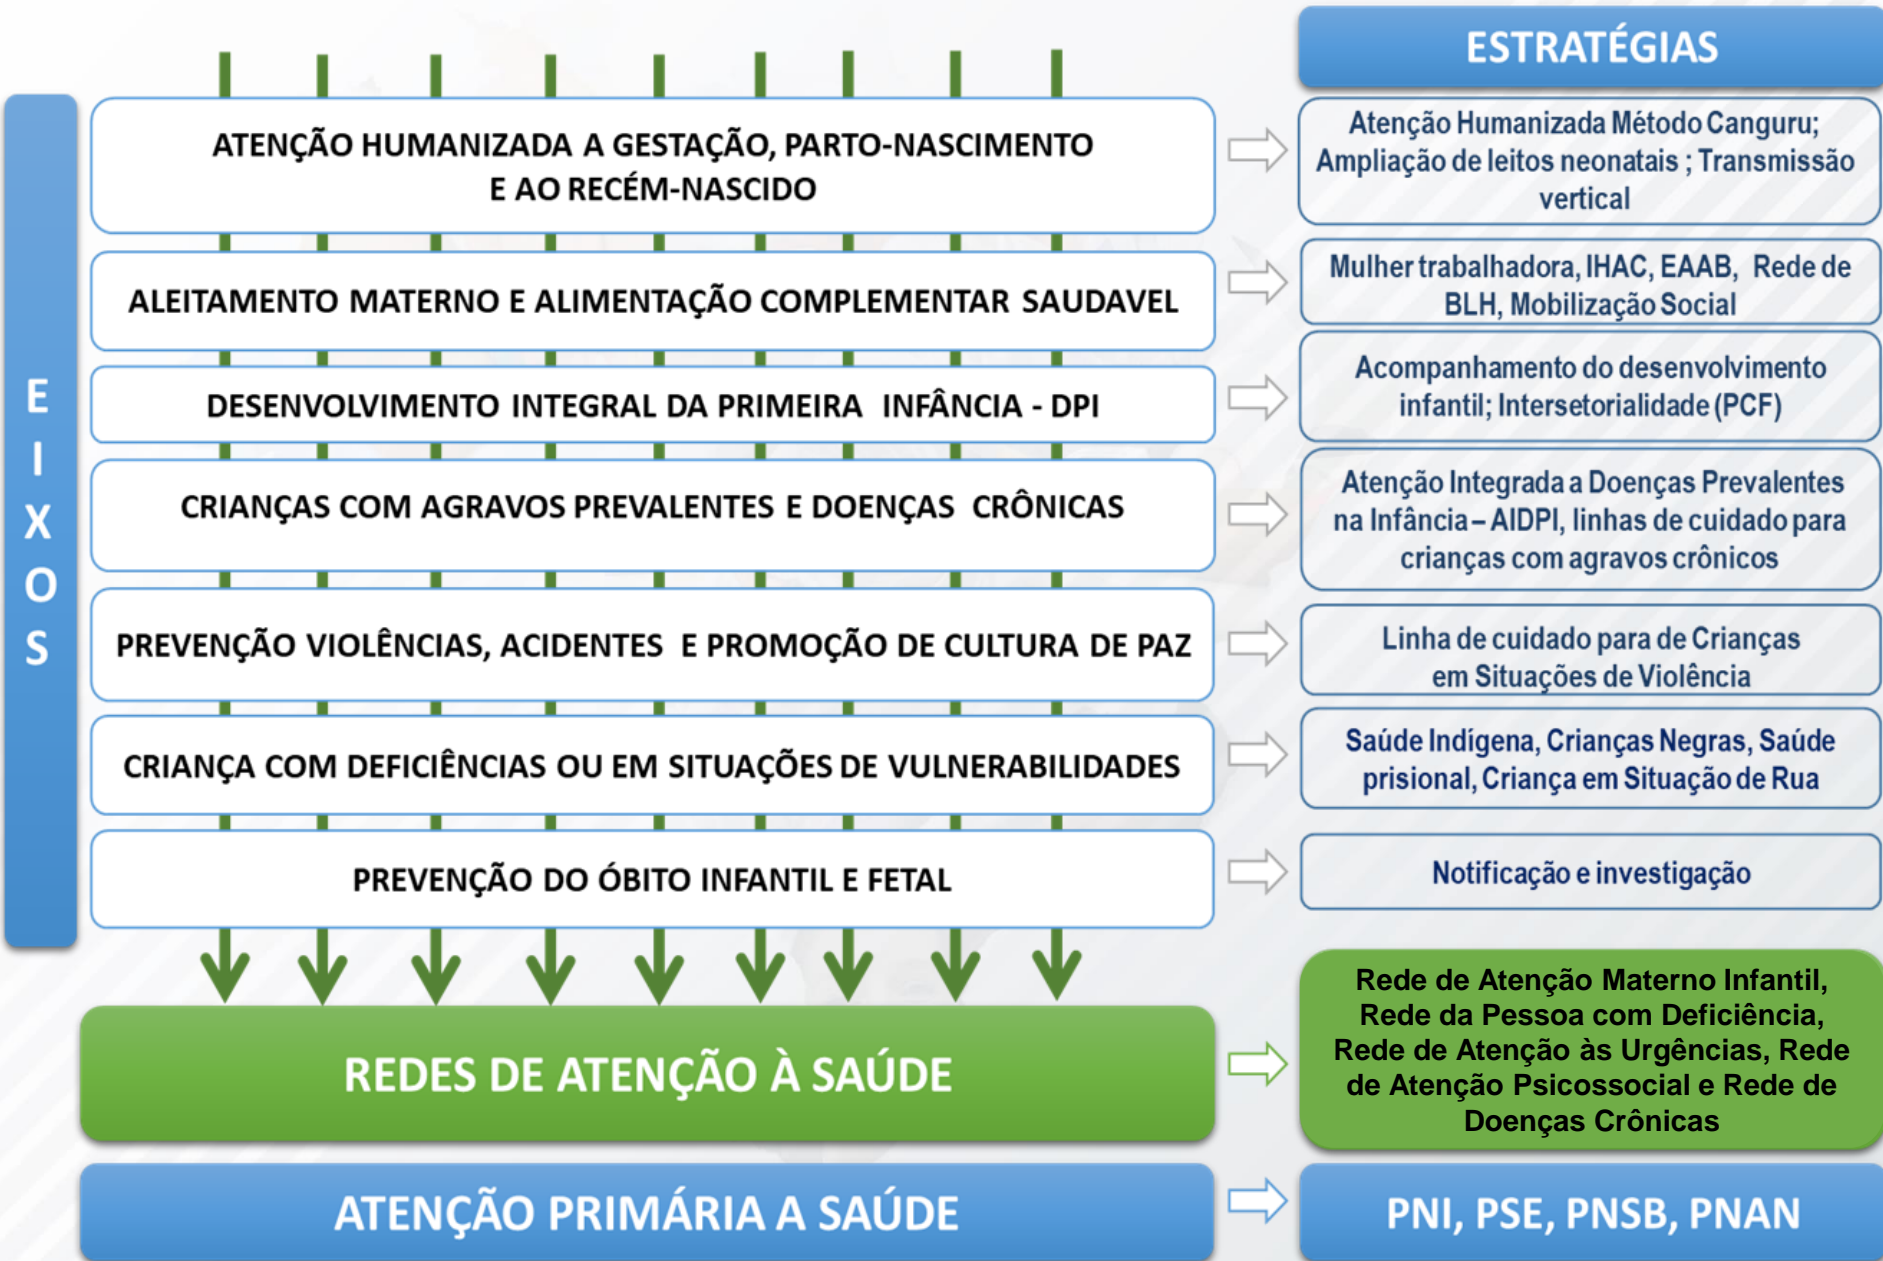 ESTRATÉGIAS
EIXOS
ATENÇÃO HUMANIZADA A GESTAÇÃO, PARTO-NASCIMENTO
E AO RECÉM-NASCIDO
Atenção Humanizada Método Canguru;
Ampliação de leitos neonatais ; Transmissão
vertical
ALEITAMENTO MATERNO E ALIMENTAÇÃO COMPLEMENTAR SAUDAVEL
Mulher trabalhadora, IHAC, EAAB, Rede de
BLH, Mobilização Social
DESENVOLVIMENTO INTEGRAL DA PRIMEIRA INFÂNCIA - DPI
Acompanhamento do desenvolvimento
infantil; Intersetorialidade (PCF)
CRIANÇAS COM AGRAVOS PREVALENTES E DOENÇAS CRÔNICAS
Atenção Integrada a Doenças Prevalentes
na Infância – AIDPI, linhas de cuidado para
crianças com agravos crônicos
PREVENÇÃO VIOLÊNCIAS, ACIDENTES E PROMOÇÃO DE CULTURA DE PAZ
Linha de cuidado para de Crianças
em Situações de Violência
CRIANÇA COM DEFICIÊNCIAS OU EM SITUAÇÕES DE VULNERABILIDADES
Saúde Indígena, Crianças Negras, Saúde
prisional, Criança em Situação de Rua
PREVENÇÃO DO ÓBITO INFANTIL E FETAL
Notificação e investigação
REDES DE ATENÇÃO À SAÚDE
Rede de Atenção Materno Infantil,
Rede da Pessoa com Deficiência,
Rede de Atenção às Urgências, Rede
de Atenção Psicossocial e Rede de
Doenças Crônicas
ATENÇÃO PRIMÁRIA A SAÚDE
PNI, PSE, PNSB, PNAN